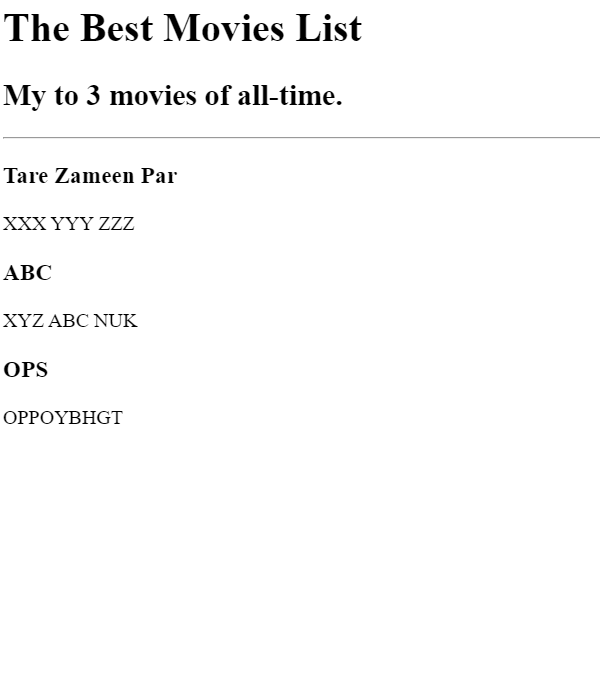 The Best Movies List
My to 3 movies of all-time.
Tare Zameen Par
XXX YYY ZZZ
ABC
XYZ ABC NUK
OPS
OPPOYBHGT